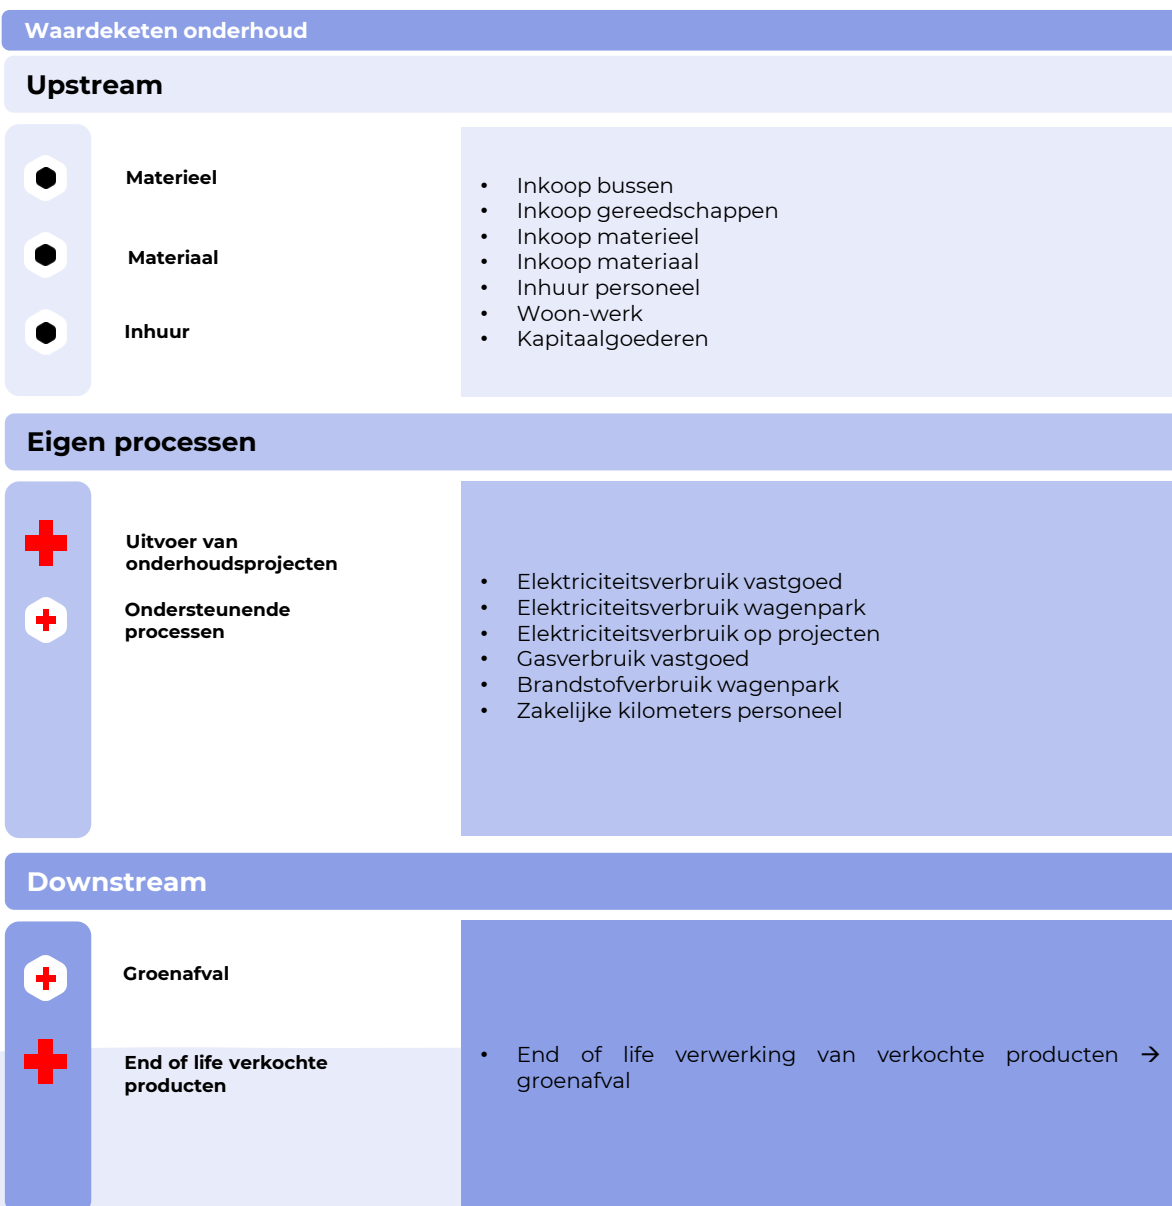 Waardeketen onderhoud
Upstream
Materieel
Materiaal
Inhuur
• Inkoop bussen
• Inkoop gereedschappen
• Inkoop materieel
• Inkoop materiaal
• Inhuur personeel
• Woon-werk
• Kapitaalgoederen
Eigen processen
Uitvoer van
onderhoudsprojecten
Ondersteunende
processen
• Elektriciteitsverbruik vastgoed
• Elektriciteitsverbruik wagenpark
• Elektriciteitsverbruik op projecten
• Gasverbruik vastgoed
• Brandstofverbruik wagenpark
• Zakelijke kilometers personeel
Downstream
Groenafval
End of life verkochte
producten
• End of life verwerking van verkochte producten →
groenafval